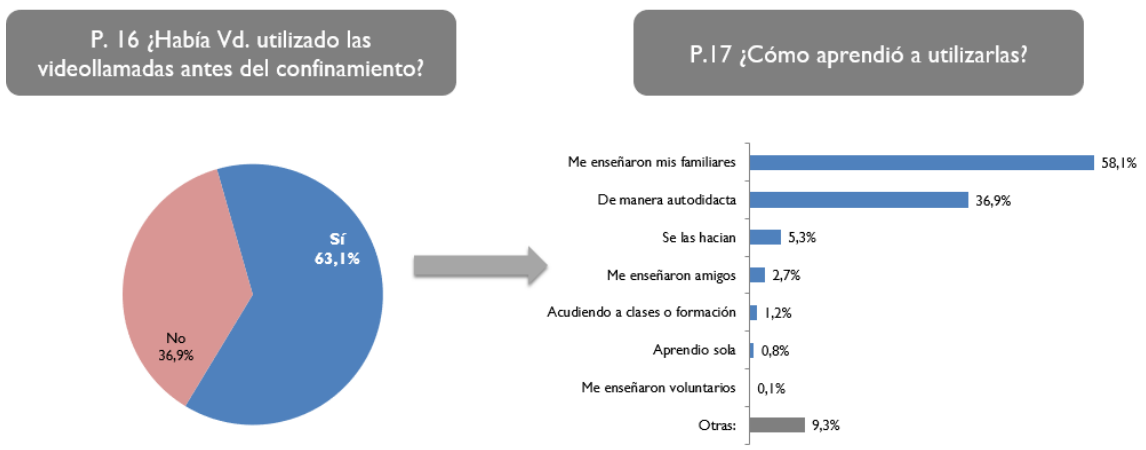 P. 16 ¿Había Vd. utilizado las
videollamadas antes del confinamiento?
Sí
63,1%
No
36,9%
P.17 ¿Cómo aprendió a utilizarlas?
Me enseñaron mis familiares 58,1%
De manera autodidacta 36,9%
Se las hacian 5,3%
Me enseñaron amigos 2,7%
Acudiendo a clases o formación 1,2%
Aprendio sola 0,8%
Me enseñaron voluntarios 0,1%
Otras: 9,3%